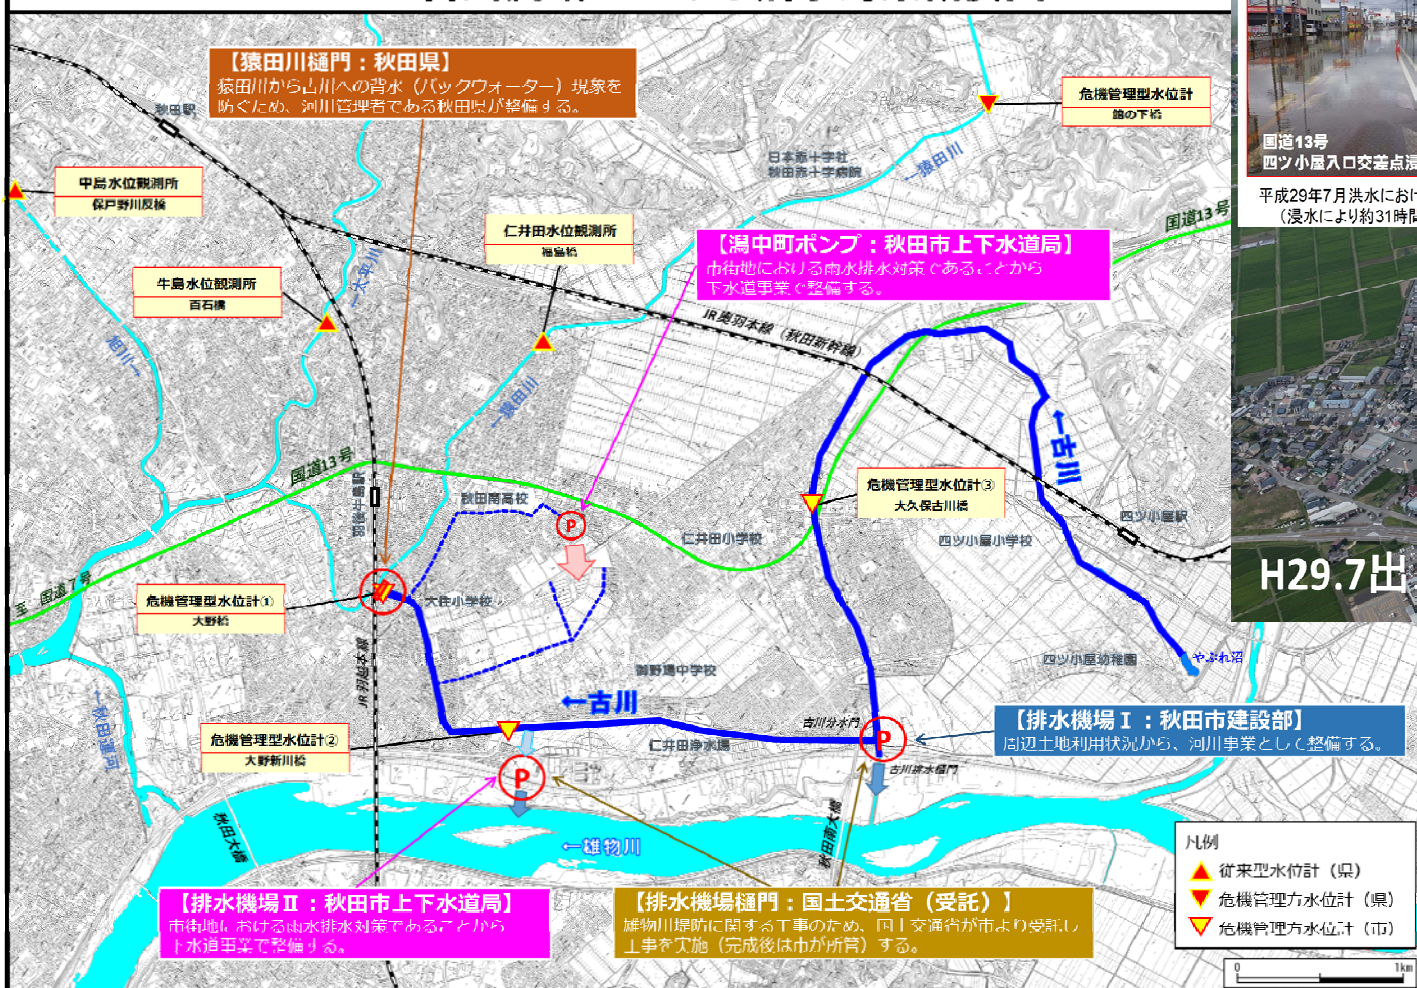 【猿田川樋門：秋田県】
猿田川から古川への背水（バックウォーター）現象を
防ぐため、河川管理者である秋田県が整備する。
秋田駅
危機管理型水位計
館の下橋
国道13号
四ツ小屋入口交差点浸
平成29年7月洪水におけ
（浸水により約31時間
日本赤十字社
秋田赤十字病院
←猿田川
中島水位観測所
保戸野川反橋
仁井田水位観測所
福島橋
国道13号
【潟中町ポンプ：秋田市上下水道局】
市街地における雨水排水対策であることから
下水道事業で整備する。
牛島水位観測所
百石橋
←太平川
旭川→
JR奥羽本線（秋田新幹線）
←猿田川
←古川
国道13号
羽後牛島駅
秋田南高校
P
仁井田小学校
危機管理型水位計③
大久保古川橋
四ツ小屋駅
四ツ小屋小学校
H29.7出
至 国道7号
危機管理型水位計①
大野橋
大住小学校
JR羽越本線
御野場中学校
四ツ小屋幼稚園
やぶれ沼
←古川
←秋田運河
危機管理型水位計②
大野新川橋
仁井田浄水場
古川分水門
P
古川排水樋門
【排水機場Ⅰ：秋田市建設部】
周辺土地利用状況から、河川事業として整備する。
P
秋田大橋
←雄物川
秋田南大橋
【排水機場Ⅱ：秋田市上下水道局】
市街地における雨水排水対策であることから
下水道事業で整備する。
【排水機場樋門：国土交通省（受託）】
雄物川堤防に関する工事のため、国土交通省が市より受託し
工事を実施（完成後は市が所管）する。
凡例
従来型水位計（県）
危機管理方水位計（県）
危機管理方水位計（市）
0 1km